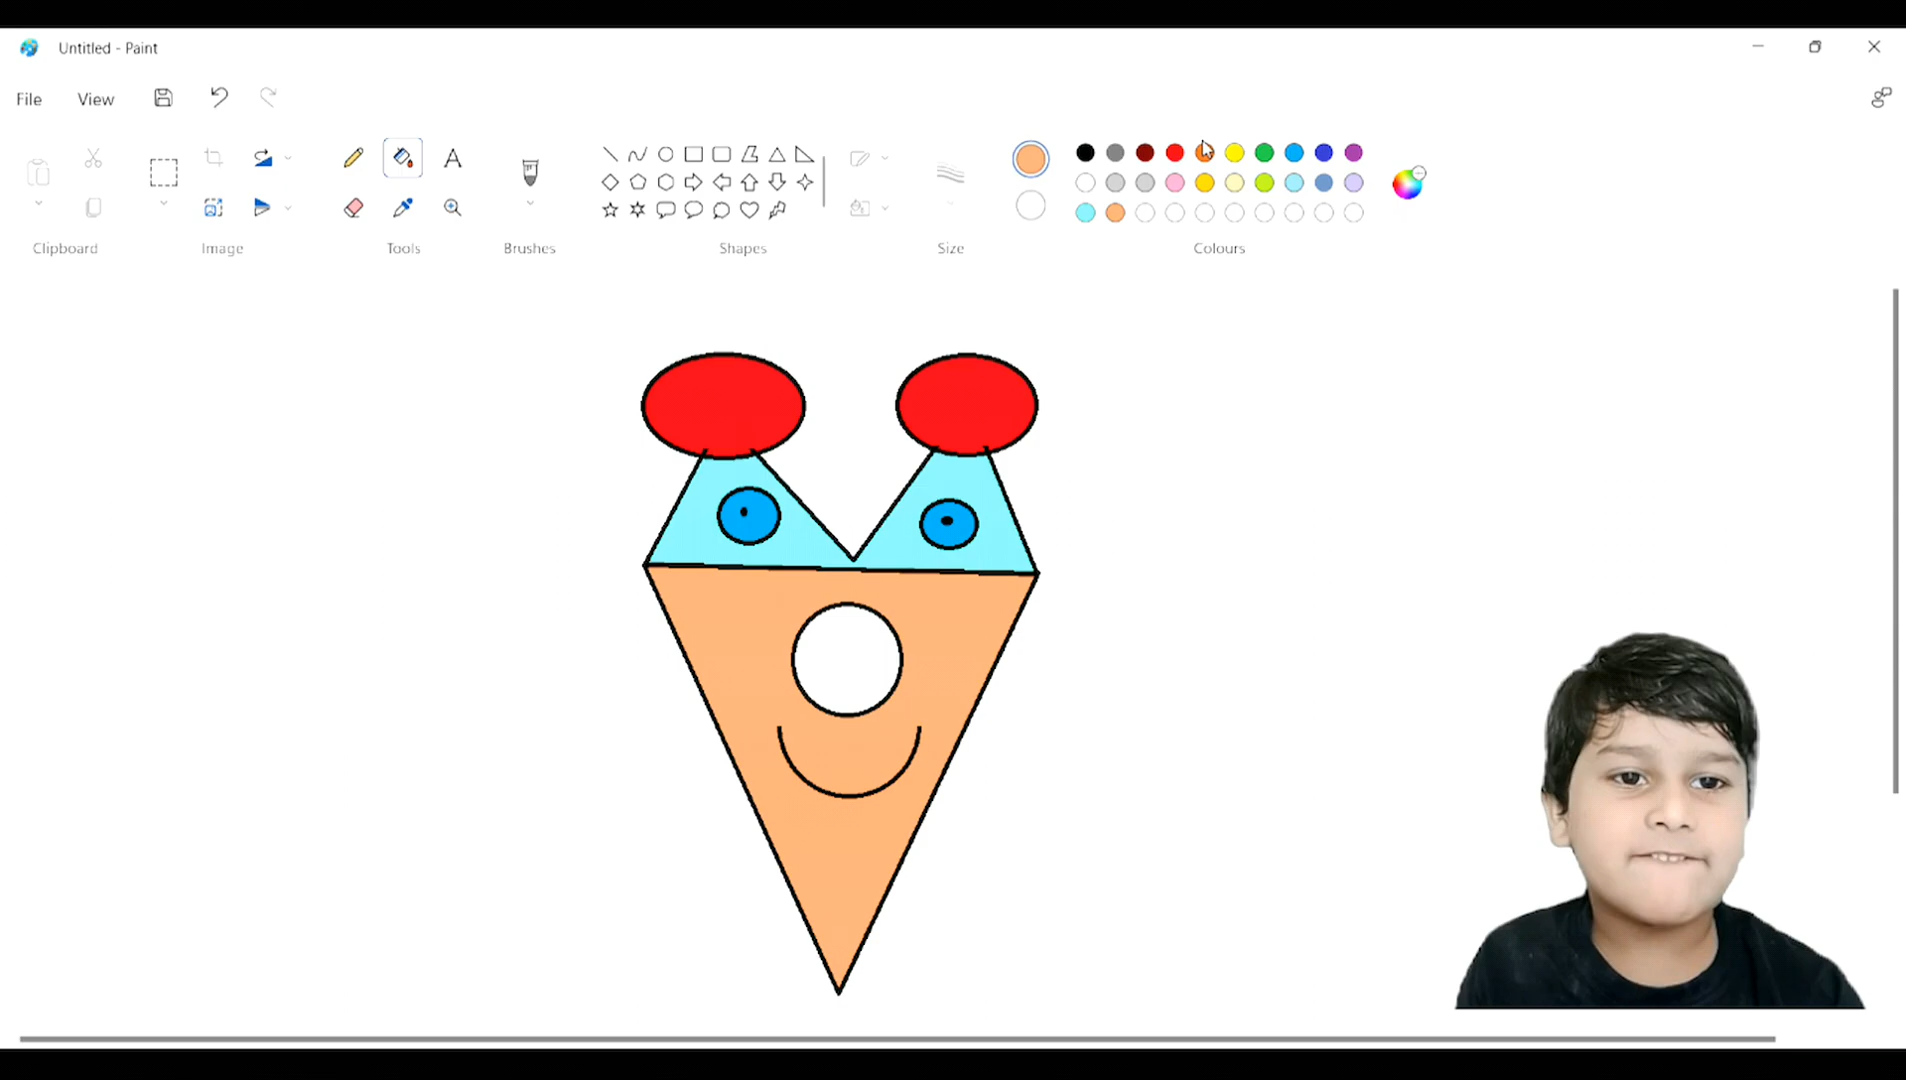 Untitled - Paint
File View
Clipboard Image Tools Brushes Shapes Size Colours